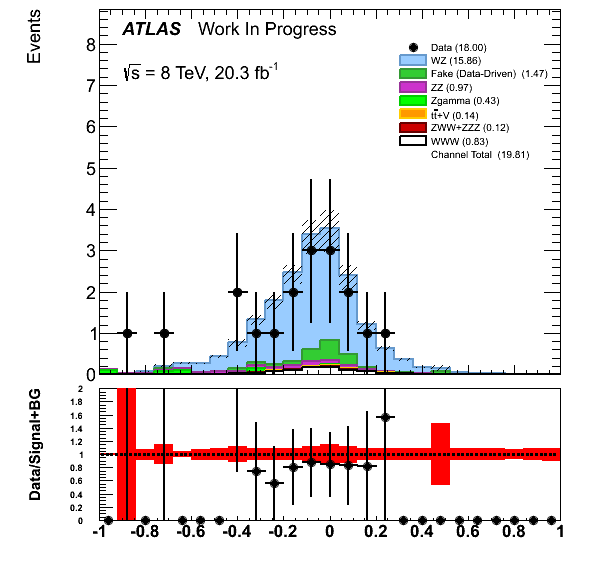 Events
ATLAS Work In Progress
√s = 8 TeV, 20.3 fb-1
Data (18.00)
WZ (15.86)
Fake (Data-Driven) (1.47)
ZZ (0.97)
Zgamma (0.43)
tt̄+V (0.14)
ZWW+ZZZ (0.12)
WWW (0.83)
Channel Total (19.81)
8
7
6
5
4
3
2
1
0
Data/Signal+BG
2
1.8
1.6
1.4
1.2
1
0.8
0.6
0.4
0.2
0
-1 -0.8 -0.6 -0.4 -0.2 0 0.2 0.4 0.6 0.8 1